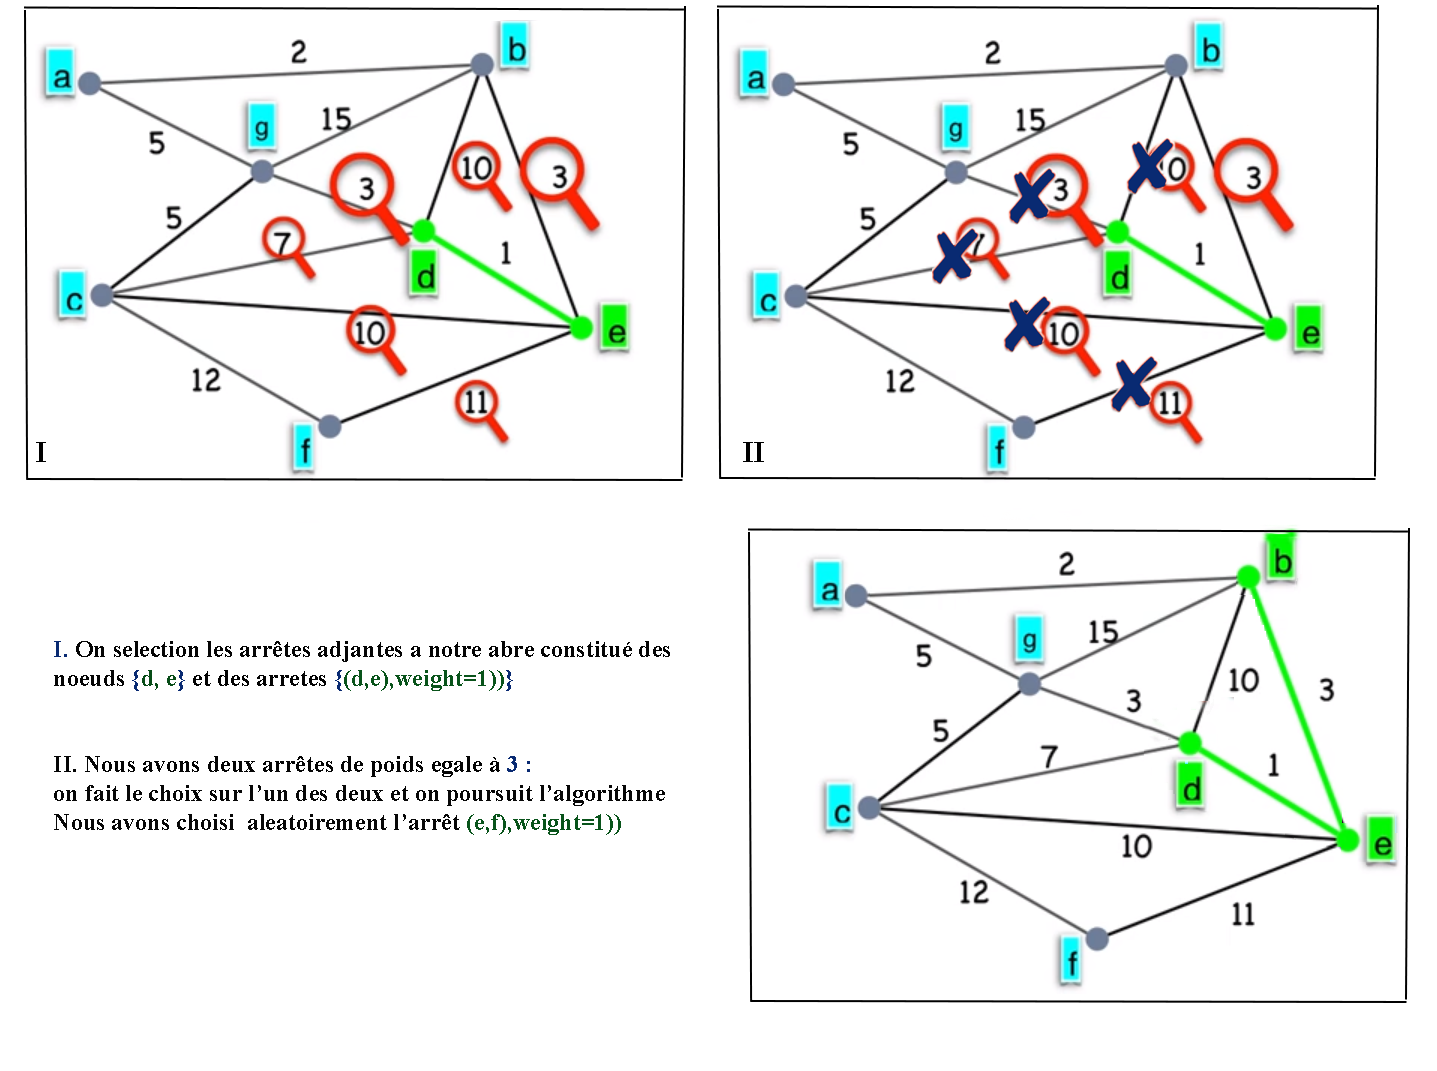 2
b
a
15
g
5
10
3
3
5
7
1
d
c
10
e
12
11
f
I
2
b
a
15
g
5
0
3
3
5
7
1
d
c
10
e
12
11
f
II
b
2
a
15
g
5
10
3
3
5
7
1
d
c
10
e
12
11
f
I. On selection les arrêtes adjantes a notre abre constitué des
noeuds {d, e} et des arretes {(d,e),weight=1))}
II. Nous avons deux arrêtes de poids egale à 3 :
on fait le choix sur l’un des deux et on poursuit l’algorithme
Nous avons choisi aleatoirement l’arrêt (e,f),weight=1))